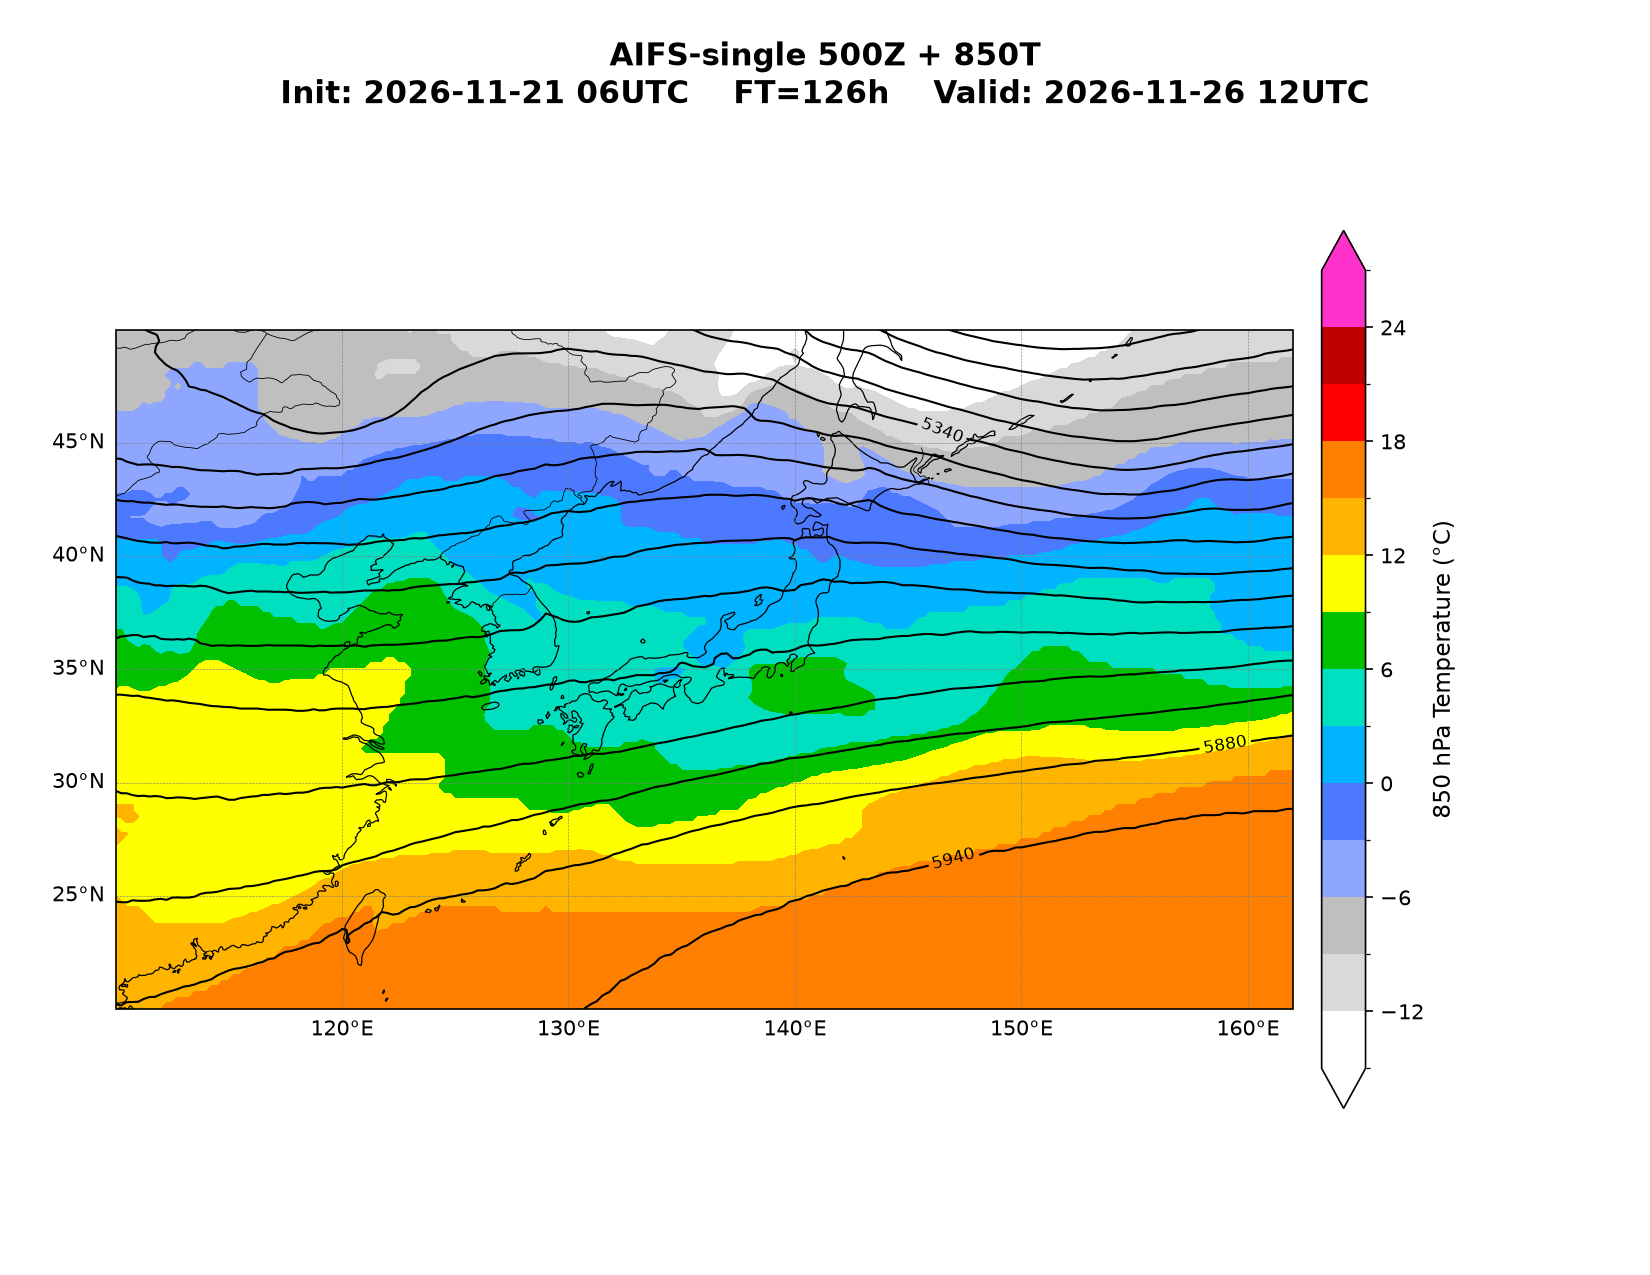 AIFS-single 500Z + 850T
Init: 2026-11-21 06UTC    FT=126h    Valid: 2026-11-26 12UTC
24
18
12
6
0
−6
−12
850 hPa Temperature (°C)
45°N
40°N
35°N
30°N
25°N
5340
5880
5940
120°E
130°E
140°E
150°E
160°E